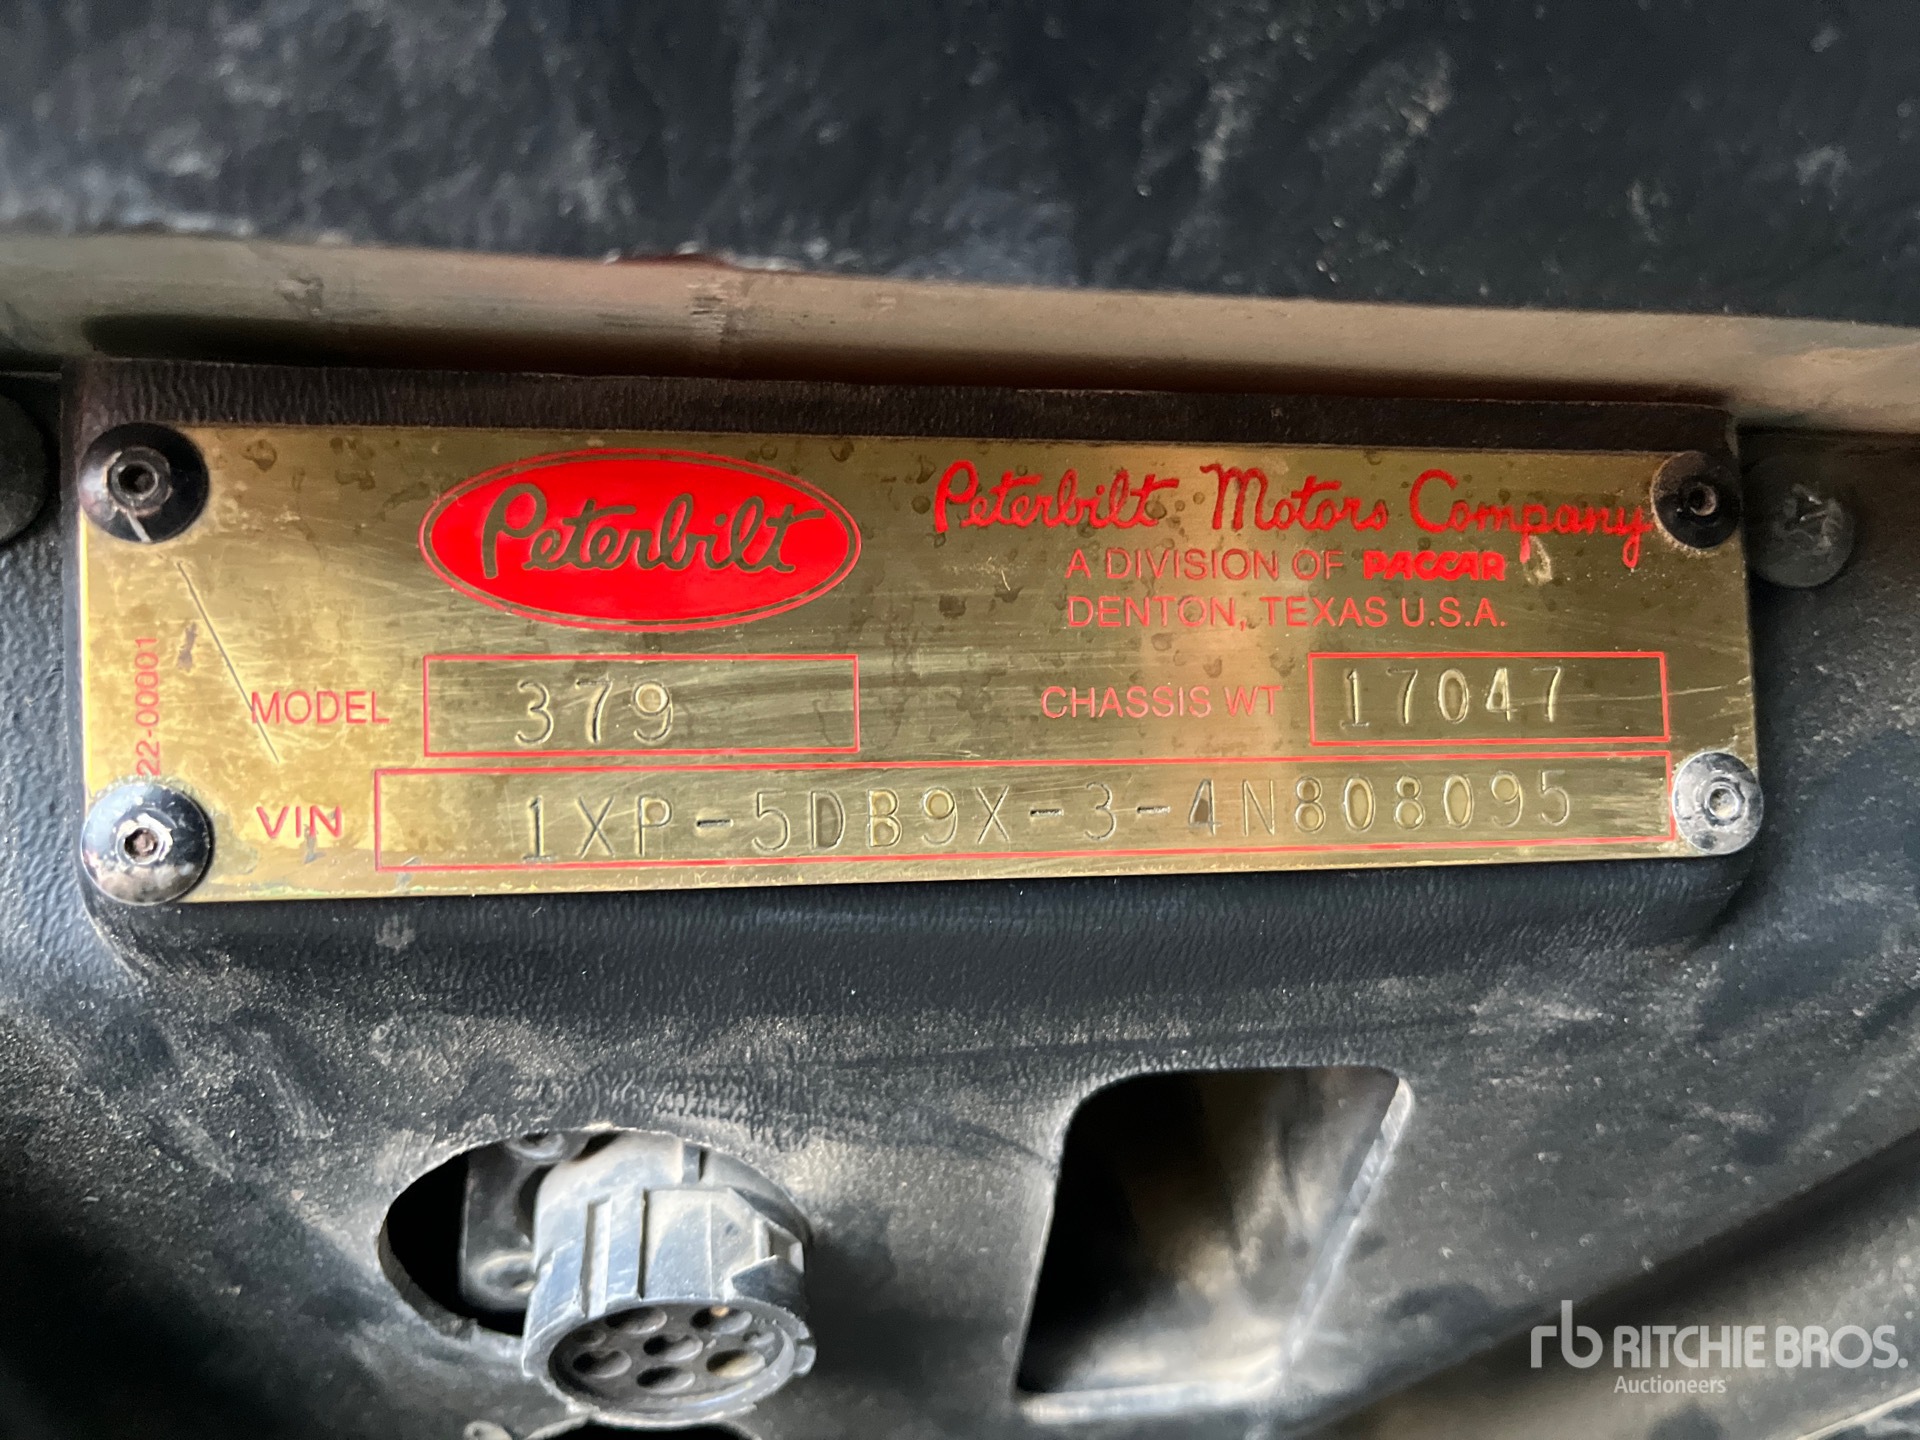 Peterbilt
Peterbilt Motors Company
A DIVISION OF PACCAR
DENTON, TEXAS U.S.A.
22-00001
MODEL 379
CHASSIS WT 17047
VIN 1XP-5DB9X-3-4N808095
rb RITCHIE BROS.
Auctioneers